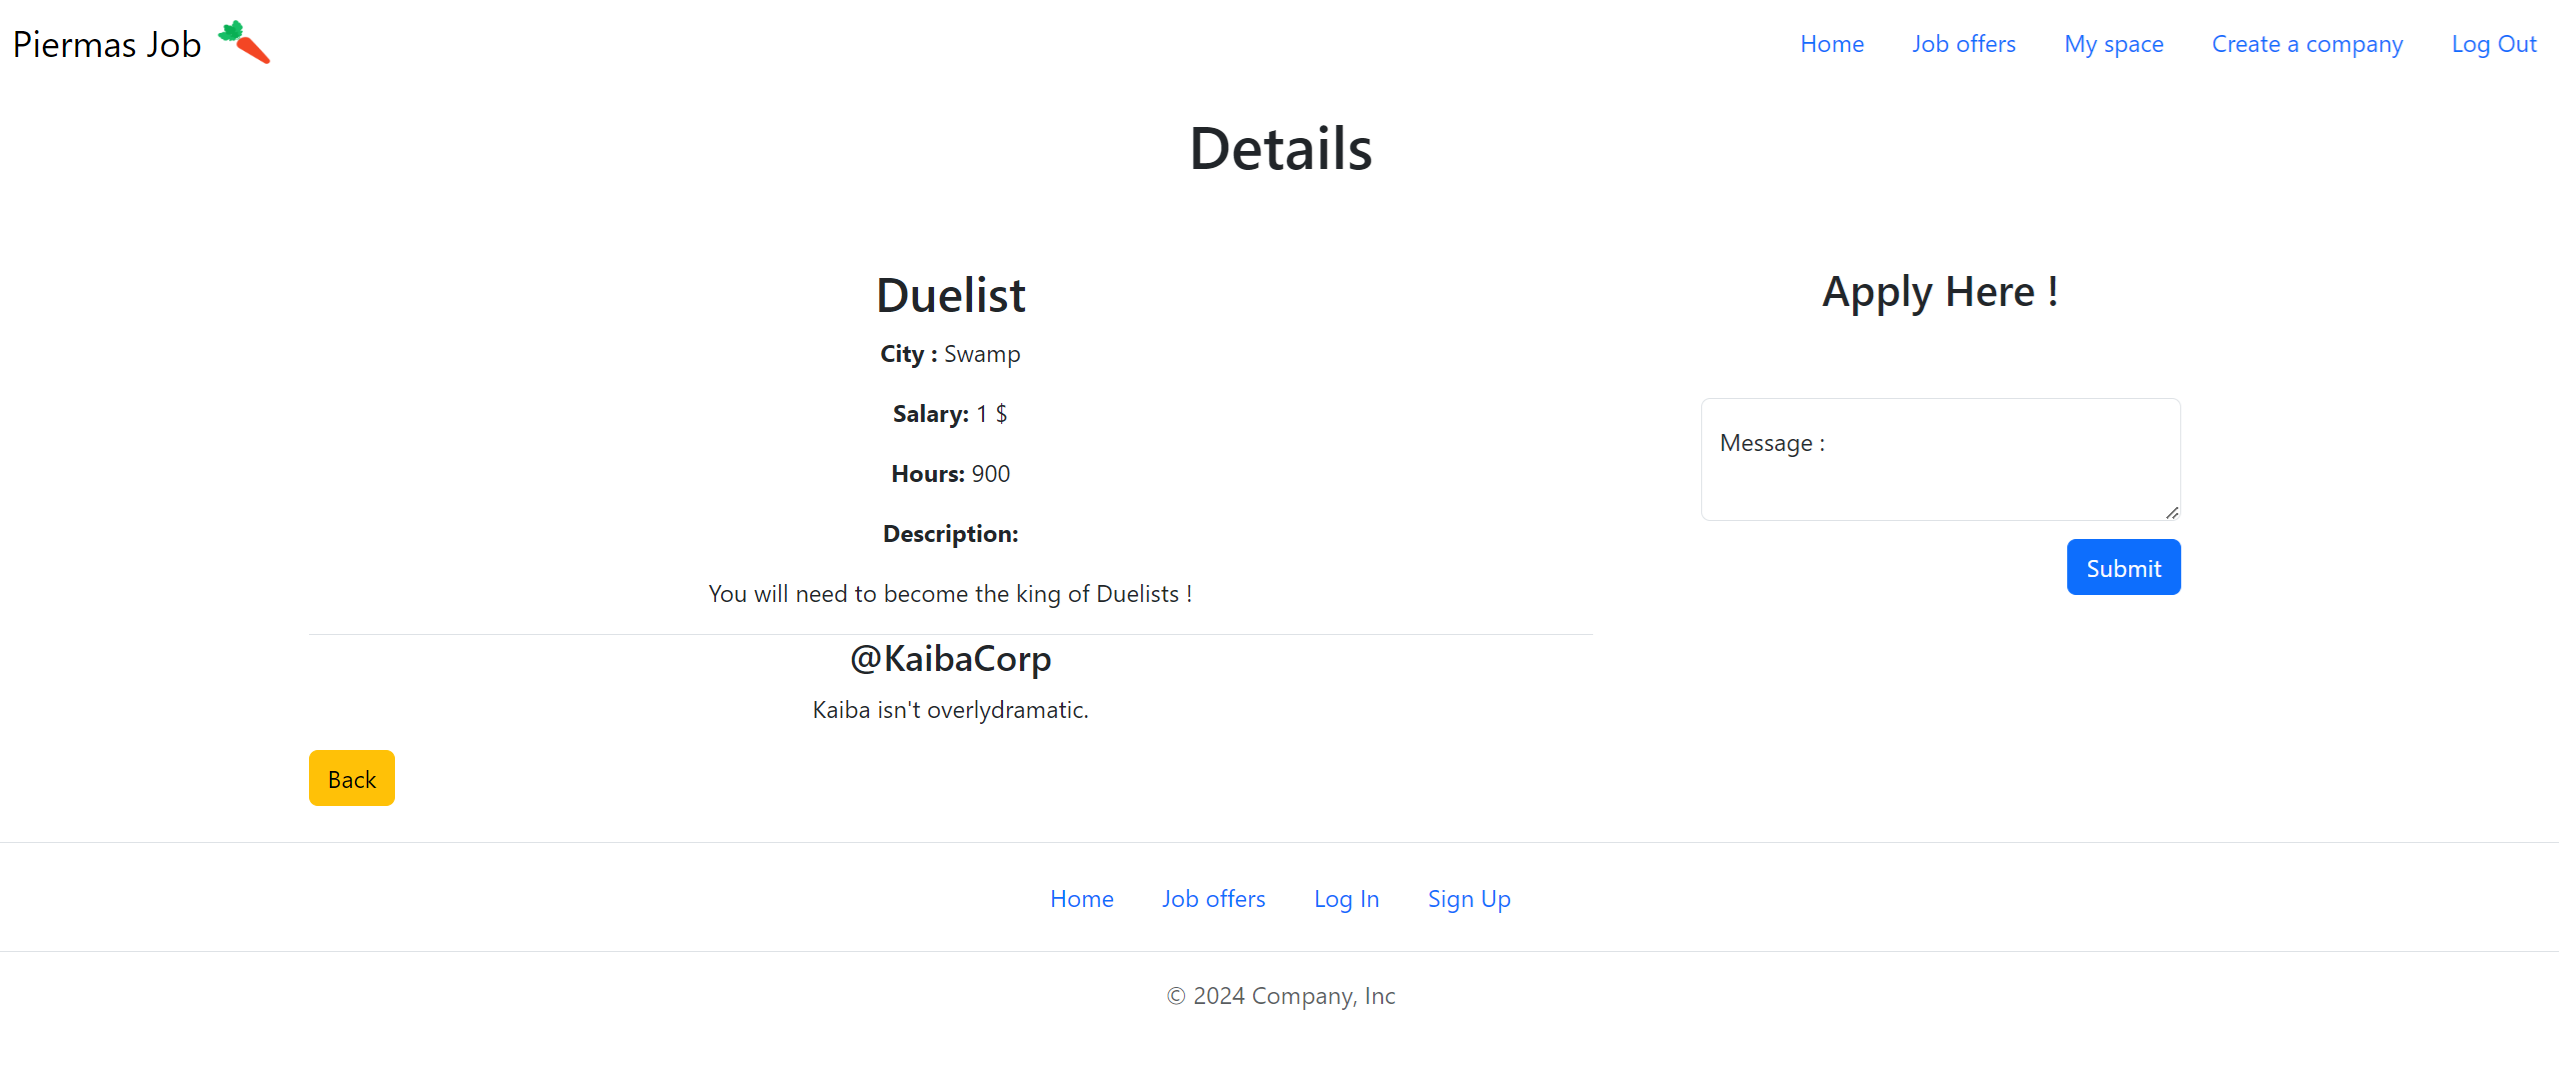 Piermas Job
Home Job offers My space Create a company Log Out
Details
Duelist
City : Swamp
Salary: 1 $
Hours: 900
Description:
You will need to become the king of Duelists !
@KaibaCorp
Kaiba isn't overlydramatic.
Back
Apply Here !
Message :
Submit
Home Job offers Log In Sign Up
© 2024 Company, Inc